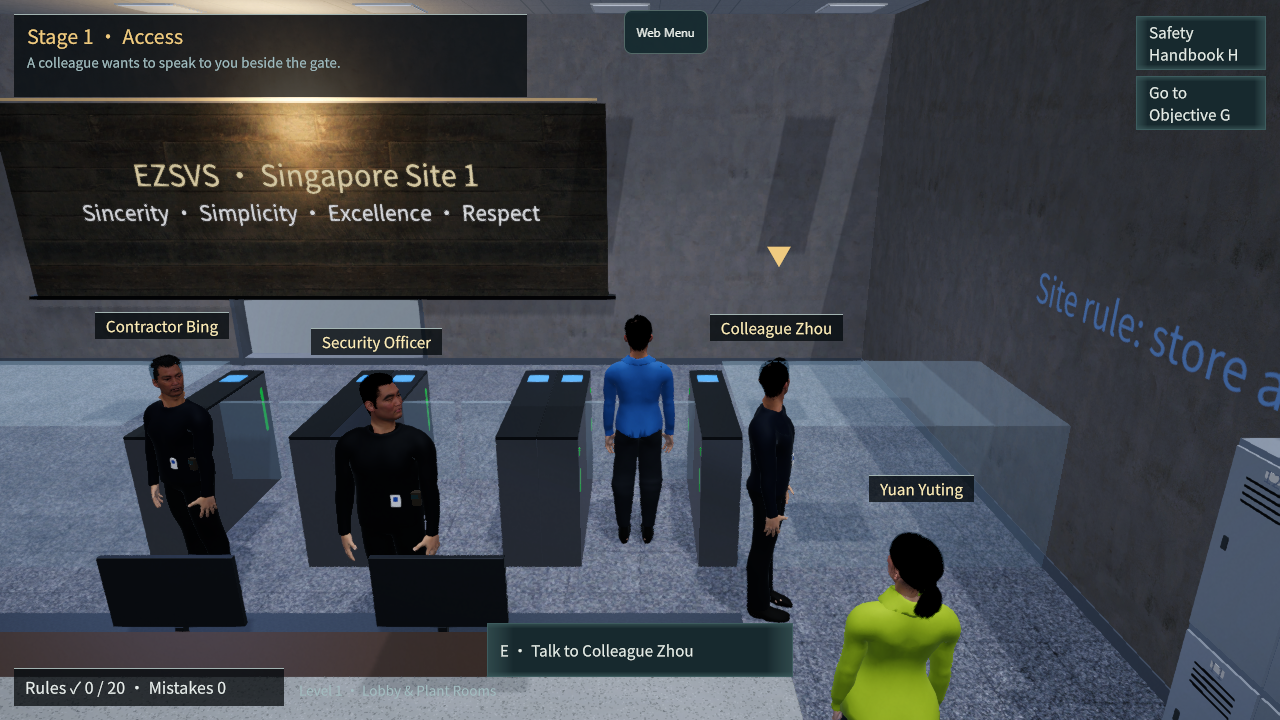 Stage 1 • Access
A colleague wants to speak to you beside the gate.
Web Menu
Safety
Handbook H
Go to
Objective G
EZSVS • Singapore Site 1
Sincerity • Simplicity • Excellence • Respect
Site rule: store a
Contractor Bing
Security Officer
Colleague Zhou
Yuan Yuting
E • Talk to Colleague Zhou
Rules ✓ 0 / 20 • Mistakes 0
Level 1 • Lobby & Plant Rooms